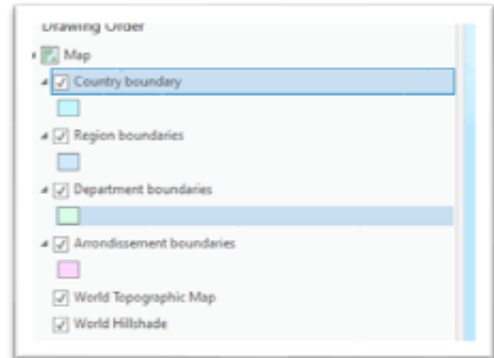 Drawing Order
Map
Country boundary
Region boundaries
Department boundaries
Arrondissement boundaries
World Topographic Map
World Hillshade